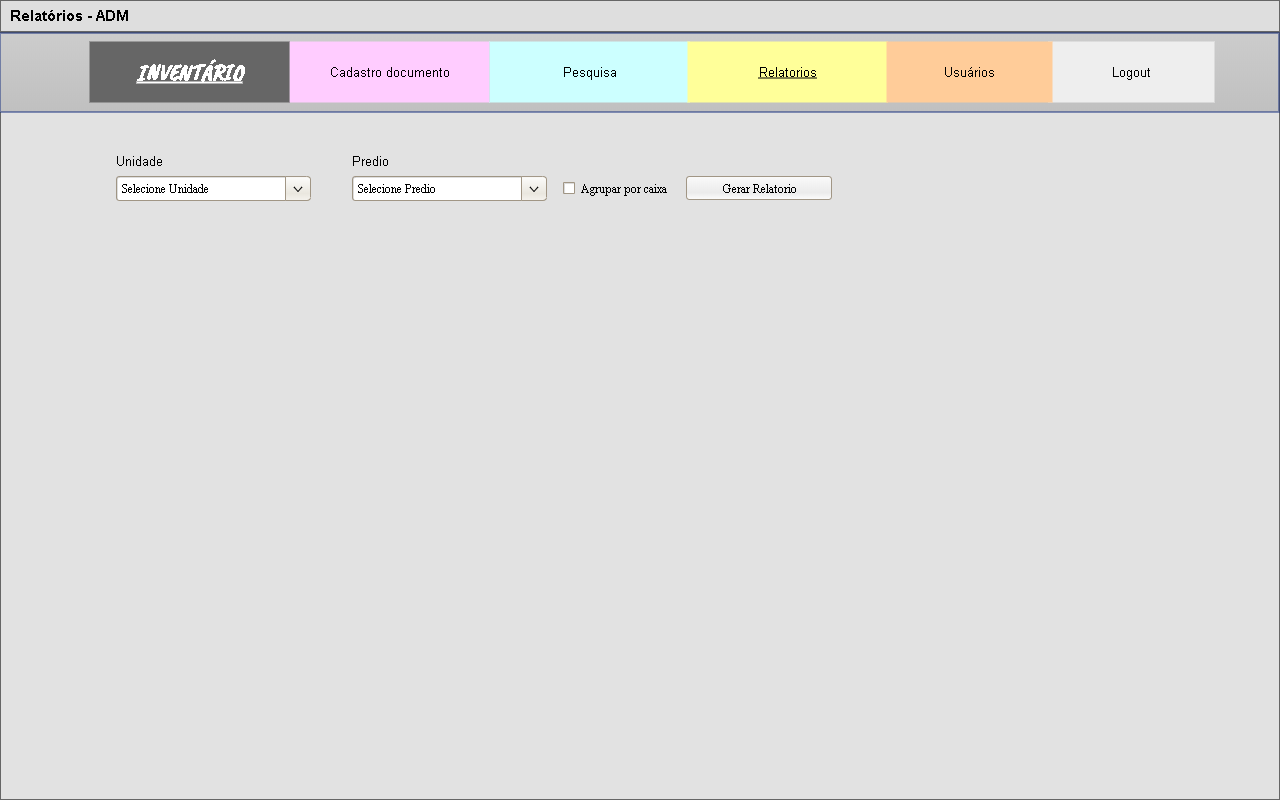 Relatórios - ADM
INVENTÁRIO Cadastro documento Pesquisa Relatorios Usuários Logout
Unidade Predio
Selecione Unidade Selecione Predio Agrupar por caixa Gerar Relatorio